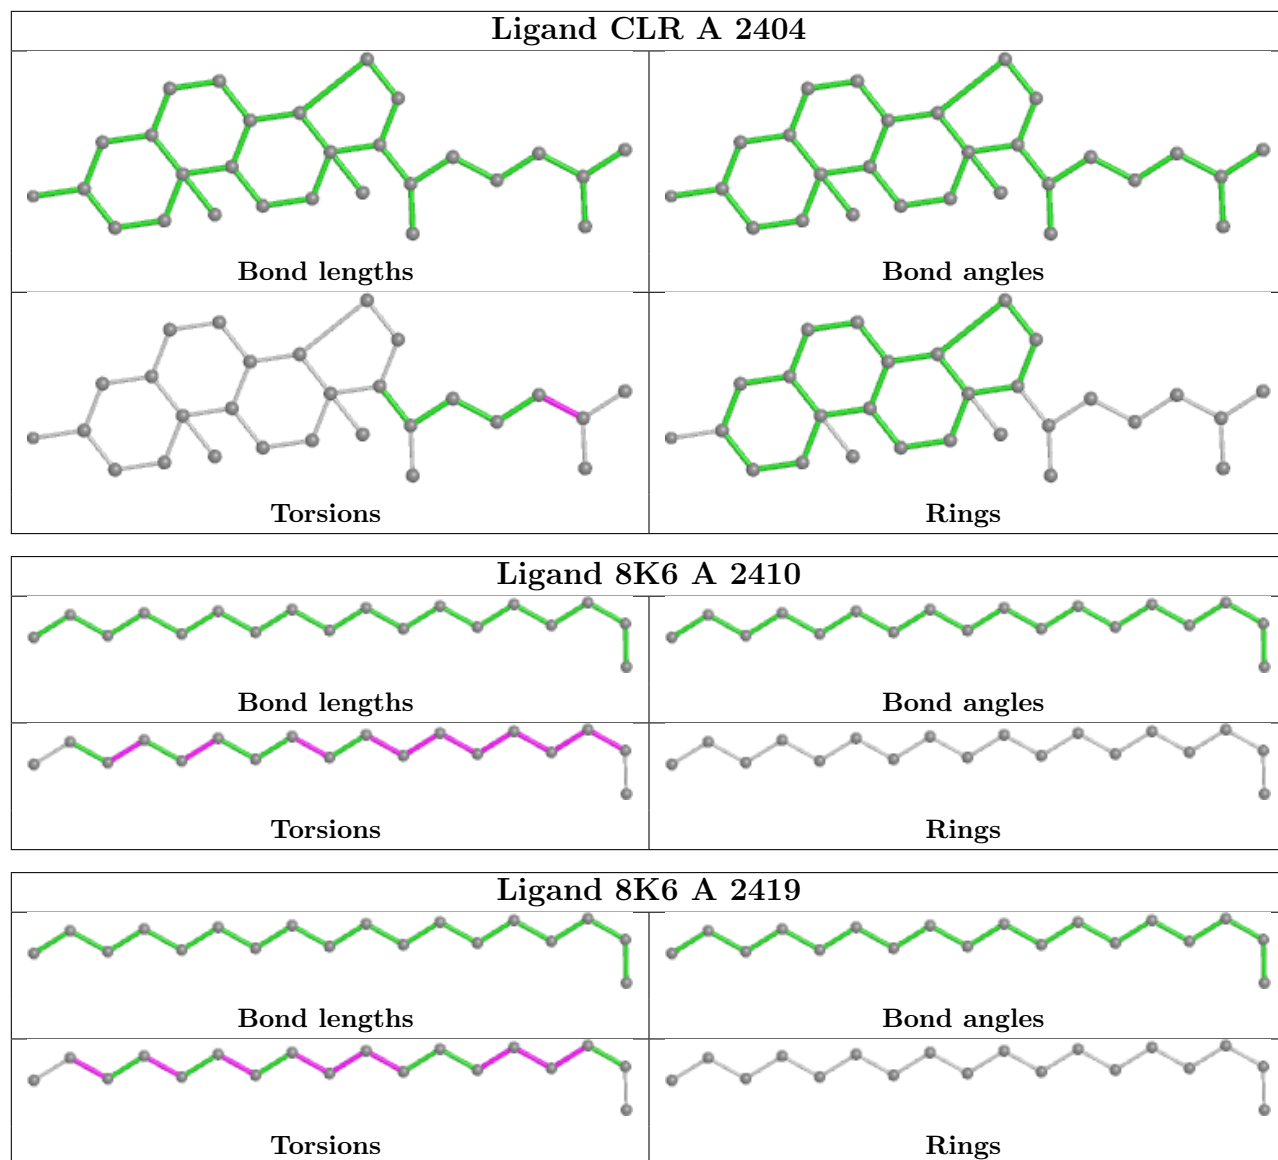 Ligand CLR A 2404
Bond lengths
Bond angles
Torsions
Rings
Ligand 8K6 A 2410
Bond lengths
Bond angles
Torsions
Rings
Ligand 8K6 A 2419
Bond lengths
Bond angles
Torsions
Rings